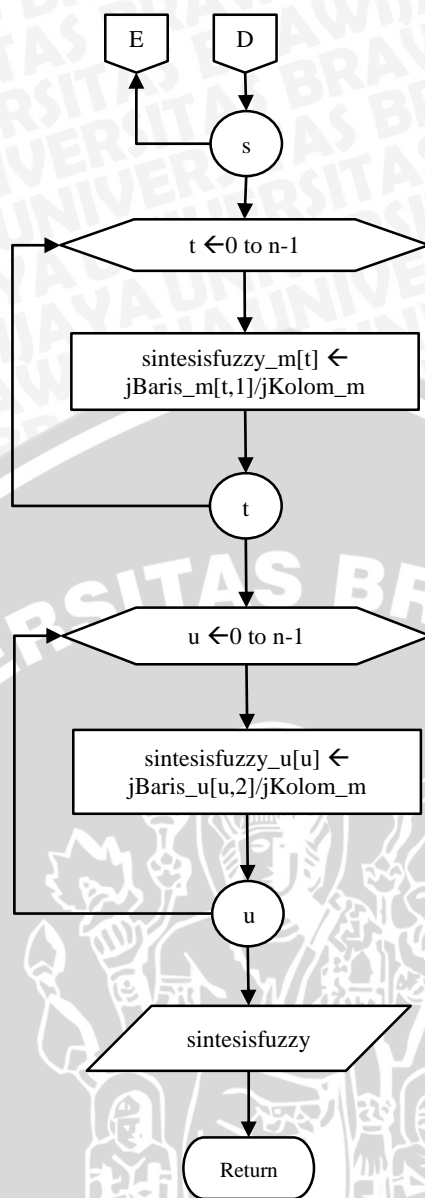 E
D
s
t ←0 to n-1
sintesisfuzzy_m[t] ←
jBaris_m[t,1]/jKolom_m
t
u ←0 to n-1
sintesisfuzzy_u[u] ←
jBaris_u[u,2]/jKolom_m
u
sintesisfuzzy
Return